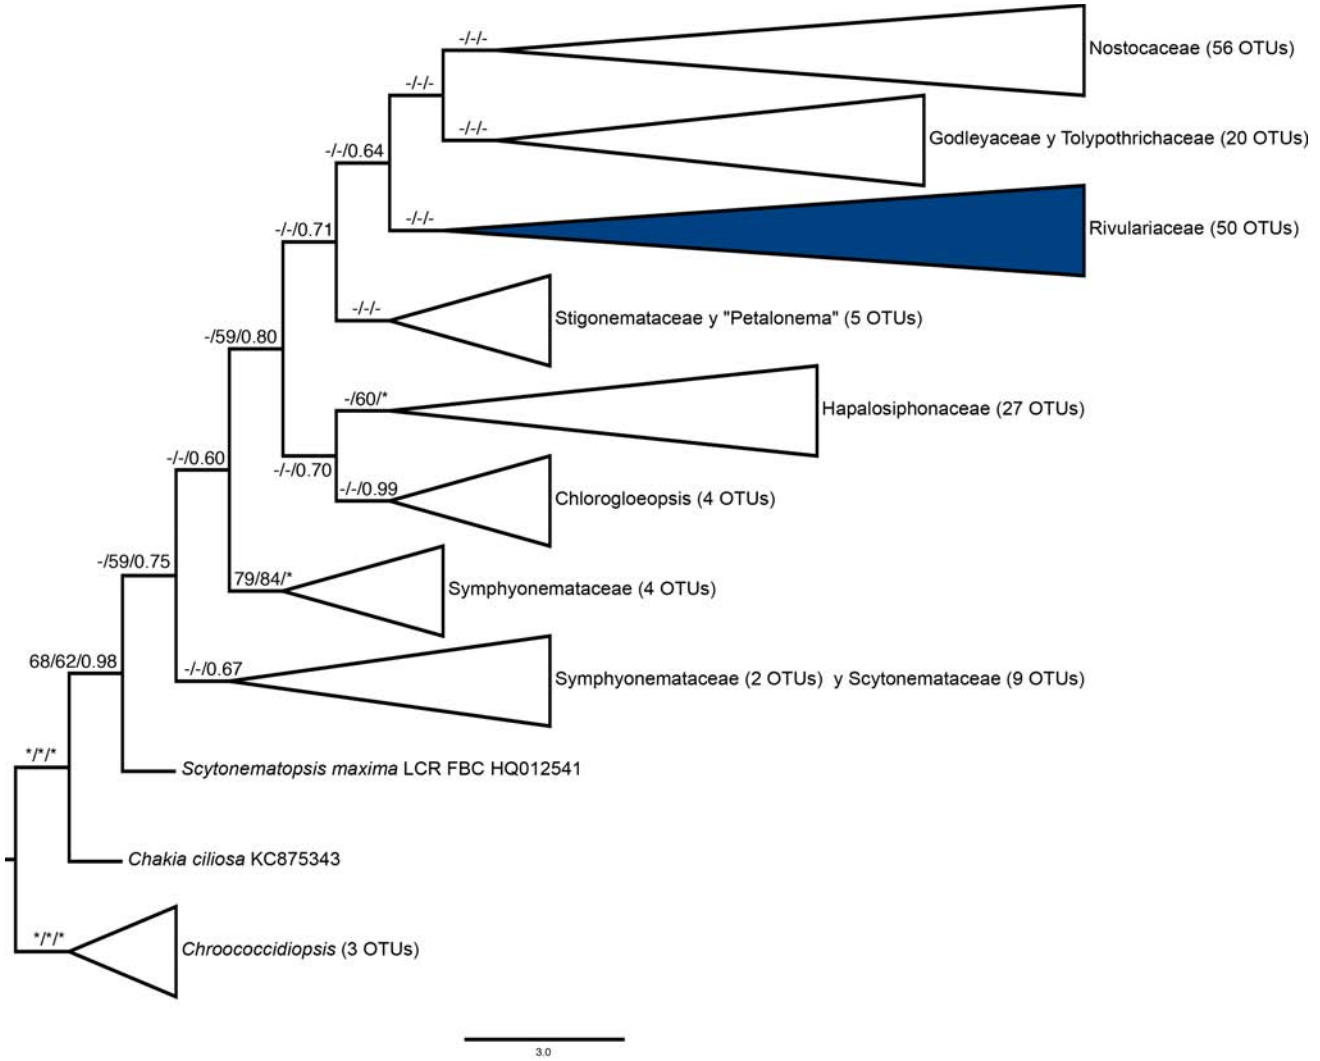 -/-/-
Nostocaceae (56 OTUs)
-/-/-
-/-/-
Godleyaceae y Tolypothrichaceae (20 OTUs)
-/-/0.64
-/-/-
Rivulariaceae (50 OTUs)
-/-/0.71
-/-/-
Stigonemataceae y "Petalonema" (5 OTUs)
-/59/0.80
-/60/*
Hapalosiphonaceae (27 OTUs)
-/-/0.60
-/-/0.70
-/-/0.99
Chlorogloeopsis (4 OTUs)
-/59/0.75
79/84/*
Symphyonemataceae (4 OTUs)
68/62/0.98
-/-/0.67
Symphyonemataceae (2 OTUs) y Scytonemataceae (9 OTUs)
*/*/*
Scytonematopsis maxima LCR FBC HQ012541
Chakia ciliosa KC875343
*/*/*
Chroococcidiopsis (3 OTUs)
3.0